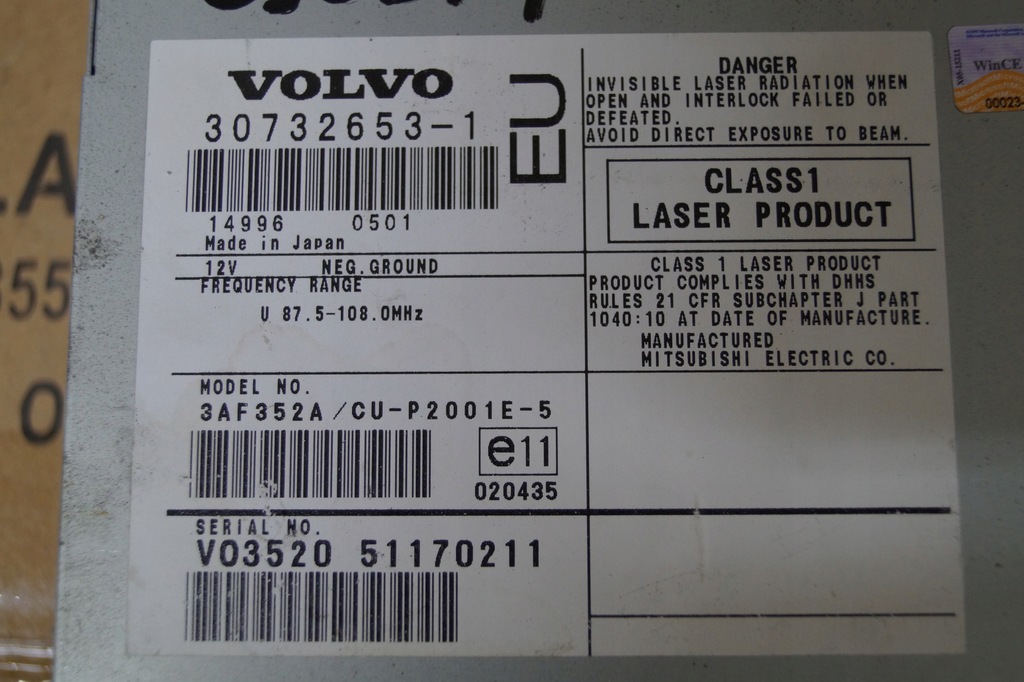 VOLVO
30732653-1
EU
14996 0501
Made in Japan
12V NEG.GROUND
FREQUENCY RANGE
U 87.5-108.0MHz
MODEL NO.
3AF352A/CU-P2001E-5
e11
020435
SERIAL NO.
VO3520 51170211
DANGER
INVISIBLE LASER RADIATION WHEN
OPEN AND INTERLOCK FAILED OR
DEFEATED.
AVOID DIRECT EXPOSURE TO BEAM.
CLASS1
LASER PRODUCT
CLASS 1 LASER PRODUCT
PRODUCT COMPLIES WITH DHHS
RULES 21 CFR SUBCHAPTER J PART
1040:10 AT DATE OF MANUFACTURE.
MANUFACTURED
MITSUBISHI ELECTRIC CO.
WinCE
00023
.A
355
O